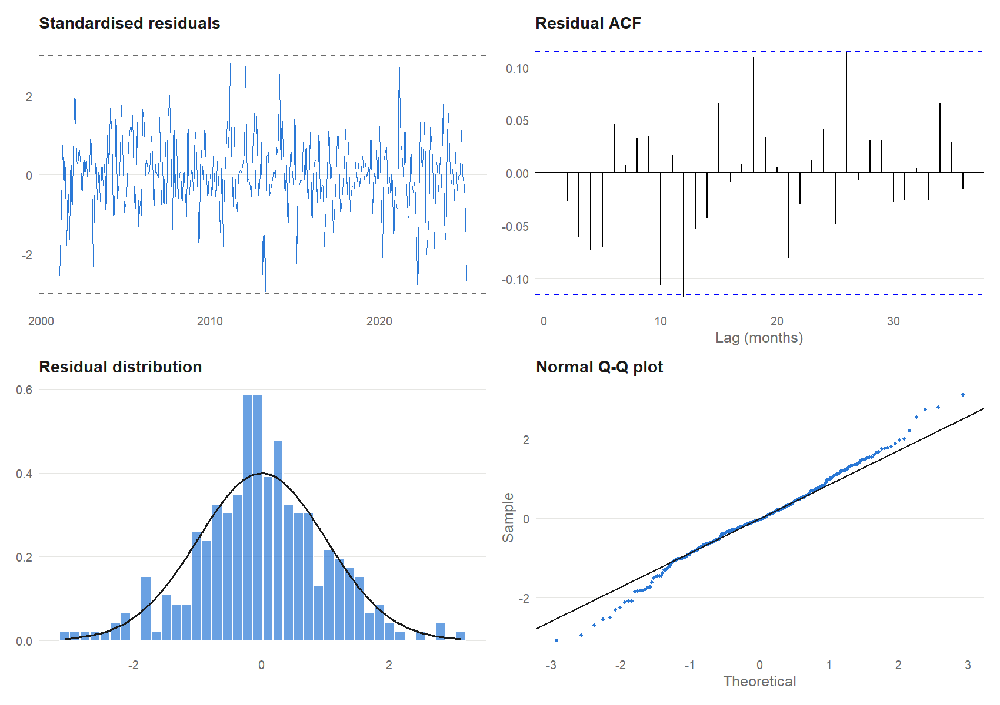 Standardised residuals
2
0
-2
2000 2010 2020
Residual ACF
0.10
0.05
0.00
-0.05
-0.10
0 10 20 30
Lag (months)
Residual distribution
0.6
0.4
0.2
0.0
-2 0 2
Normal Q-Q plot
Sample
2
0
-2
-3 -2 -1 0 1 2 3
Theoretical